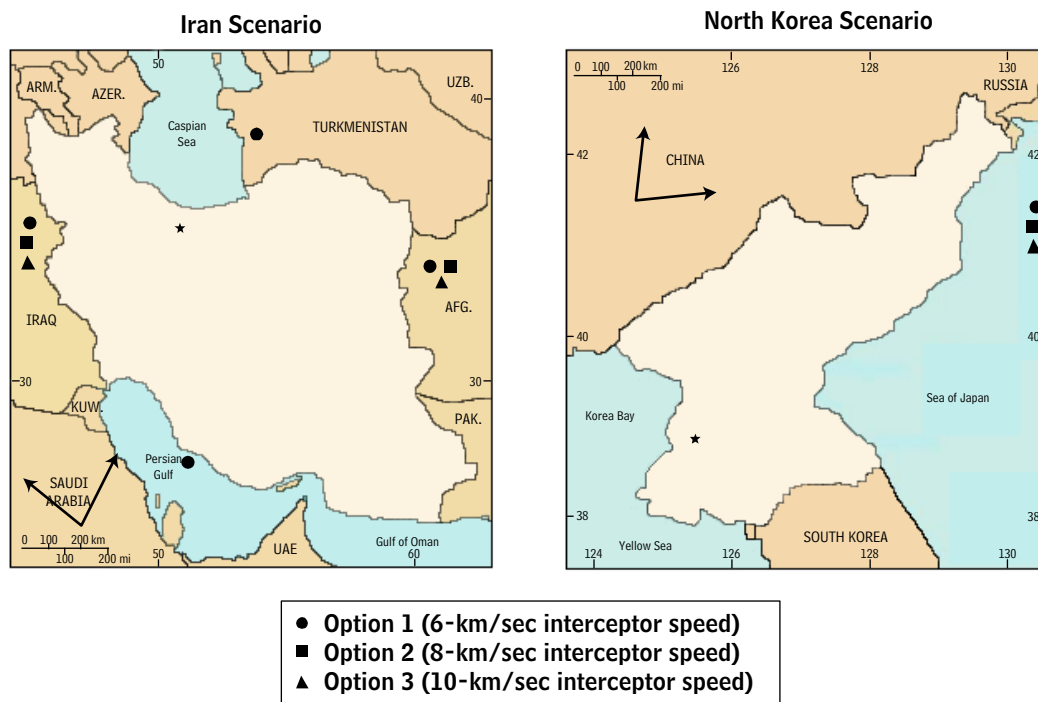 Iran Scenario
North Korea Scenario
50
ARM.
AZER.
UZB.
40
Caspian
Sea
TURKMENISTAN
IRAQ
AFG.
30
30
KUW.
PAK.
Persian
Gulf
SAUDI
ARABIA
0 100 200 km
100 200 mi
50
UAE
Gulf of Oman
60
0 100 200 km
100 200 mi
126
128
130
RUSSIA
42
CHINA
42
40
40
Korea Bay
Sea of Japan
38
38
SOUTH KOREA
Yellow Sea
124
126
128
130
Option 1 (6-km/sec interceptor speed)
Option 2 (8-km/sec interceptor speed)
Option 3 (10-km/sec interceptor speed)